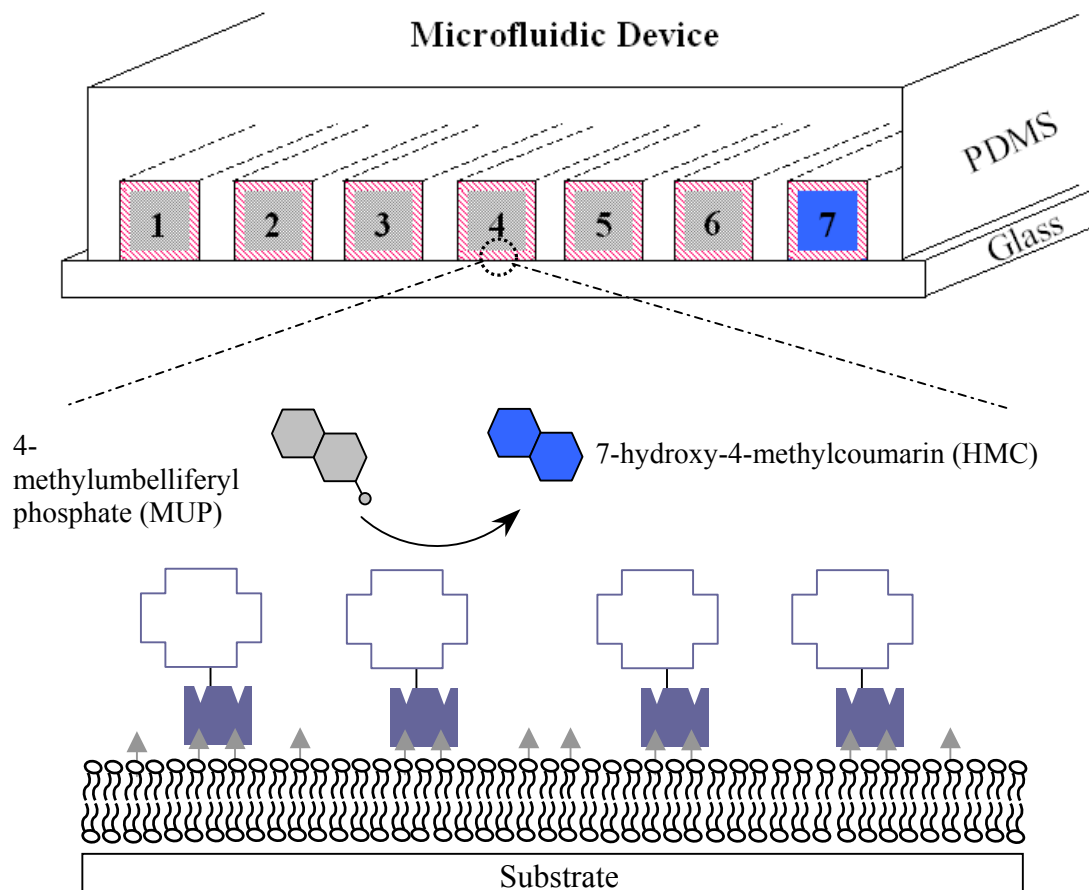 Microfluidic Device
PDMS
Glass
1 2 3 4 5 6 7
4-
methylumbelliferyl
phosphate (MUP)
7-hydroxy-4-methylcoumarin (HMC)
Substrate